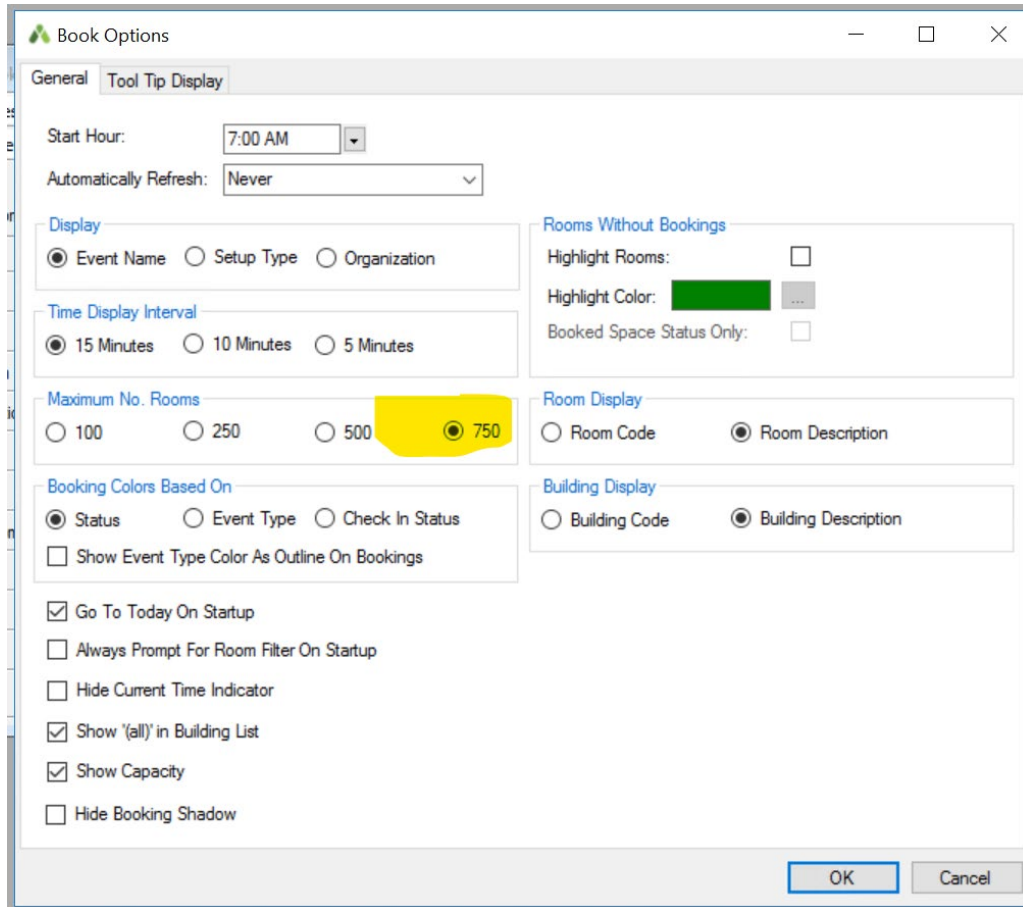 Book Options
General Tool Tip Display
Start Hour: 7:00 AM
Automatically Refresh: Never
Display
Event Name Setup Type Organization
Time Display Interval
15 Minutes 10 Minutes 5 Minutes
Maximum No. Rooms
100 250 500 750
Booking Colors Based On
Status Event Type Check In Status
Show Event Type Color As Outline On Bookings
Rooms Without Bookings
Highlight Rooms:
Highlight Color: ...
Booked Space Status Only:
Room Display
Room Code Room Description
Building Display
Building Code Building Description
Go To Today On Startup
Always Prompt For Room Filter On Startup
Hide Current Time Indicator
Show '(all)' in Building List
Show Capacity
Hide Booking Shadow
OK Cancel